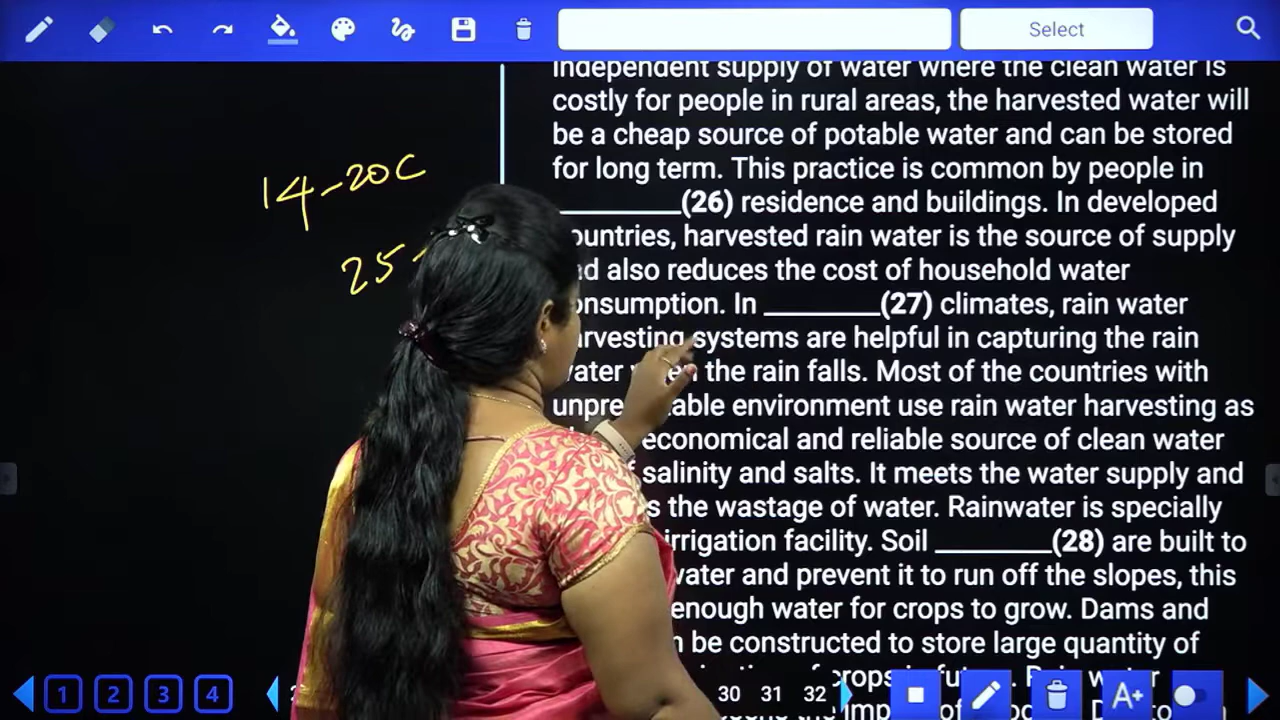 Select
independent supply of water where the clean water is
costly for people in rural areas, the harvested water will
be a cheap source of potable water and can be stored
for long term. This practice is common by people in
________(26) residence and buildings. In developed
ountries, harvested rain water is the source of supply
also reduces the cost of household water
onsumption. In ________(27) climates, rain water
arvesting systems are helpful in capturing the rain
the rain falls. Most of the countries with
environment use rain water harvesting as
economical and reliable source of clean water
salinity and salts. It meets the water supply and
the wastage of water. Rainwater is specially
irrigation facility. Soil ________(28) are built to
water and prevent it to run off the slopes, this
enough water for crops to grow. Dams and
be constructed to store large quantity of
crops
14-20C
25-
1 2 3 4
30 31 32
A+